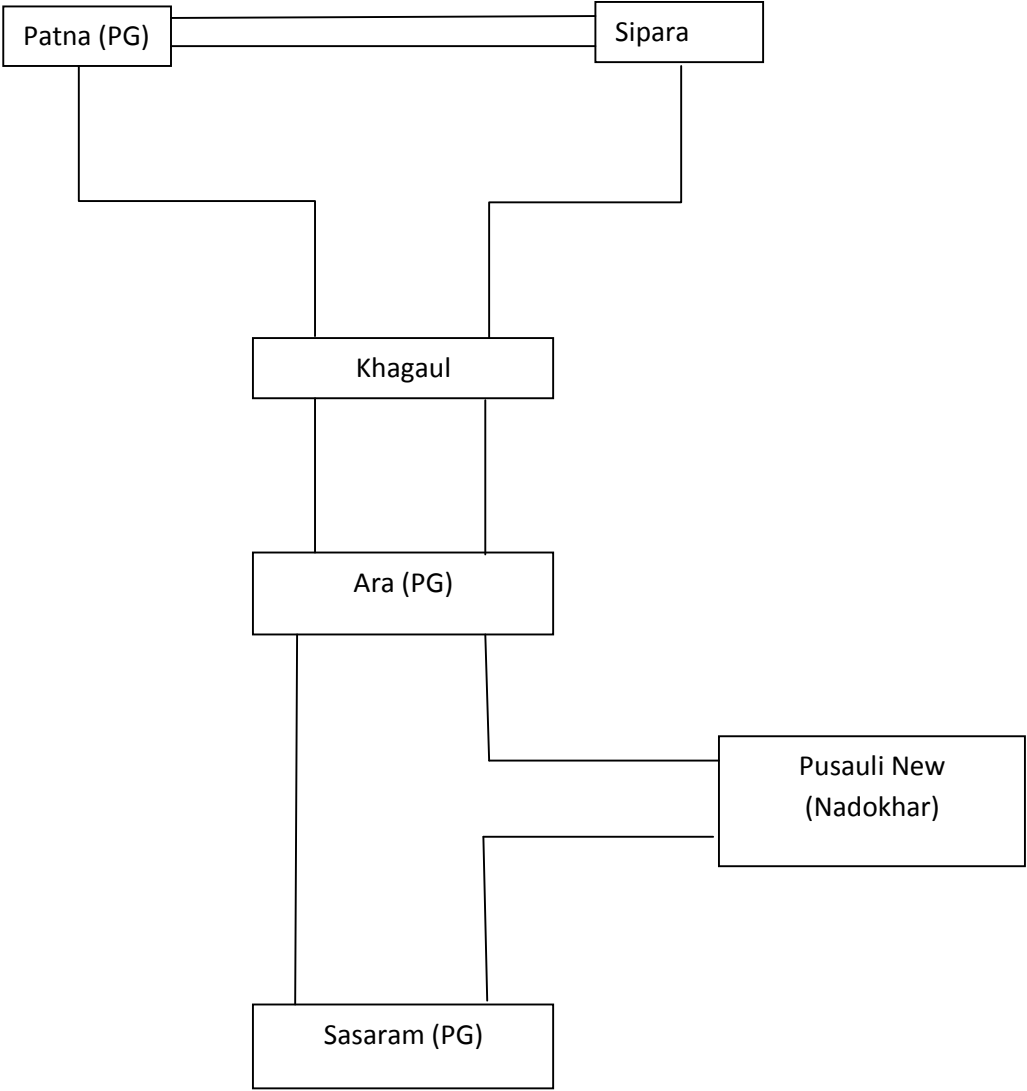 Patna (PG)
Sipara
Khagaul
Ara (PG)
Pusauli New
(Nadokhar)
Sasaram (PG)